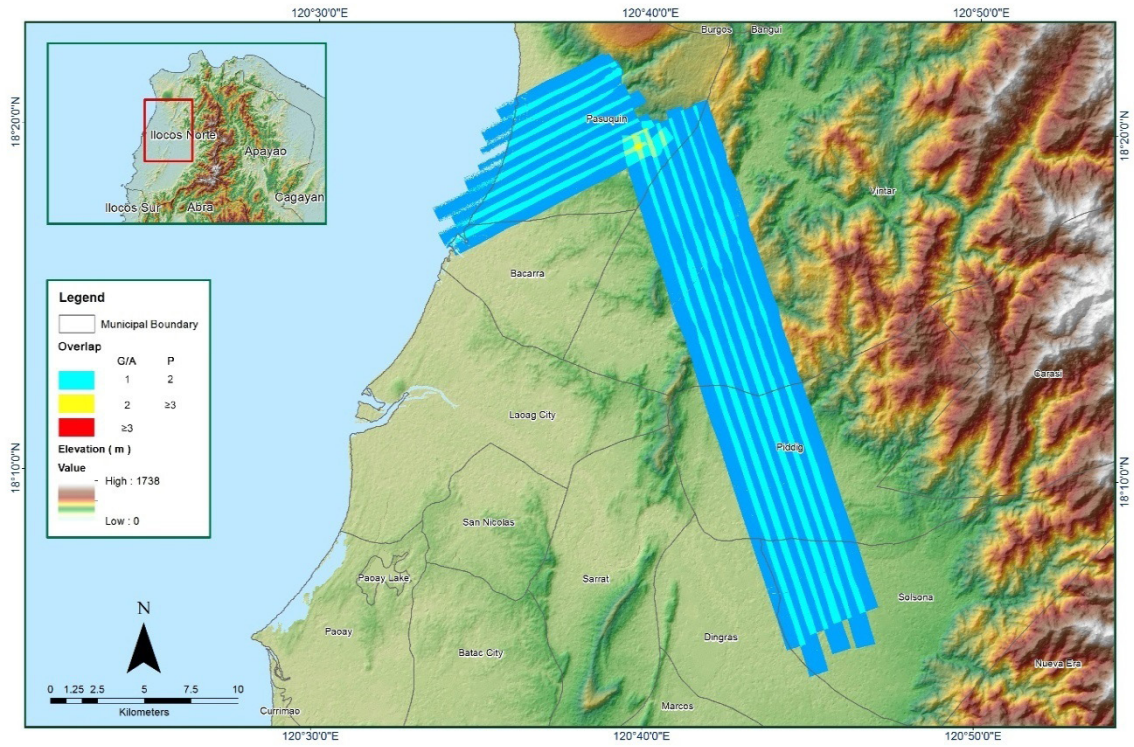 120°30'0"E
120°40'0"E
120°50'0"E
Burgos
Bangui
18°20'0"N
18°20'0"N
Ilocos Norte
Apayao
Cagayan
Ilocos Sur
Abra
Pasuquin
Vintar
Bacarra
Legend
Municipal Boundary
Overlap
G/A P
1 2
2 ≥3
≥3
Elevation ( m )
Value
High : 1738
Low : 0
Carasi
Laoag City
Piddig
18°10'0"N
18°10'0"N
San Nicolas
Paoay Lake
Sarrat
Solsona
N
Paoay
Dingras
Batac City
Nueva Era
0 1.25 2.5 5 7.5 10
Kilometers
Currimao
Marcos
120°30'0"E
120°40'0"E
120°50'0"E